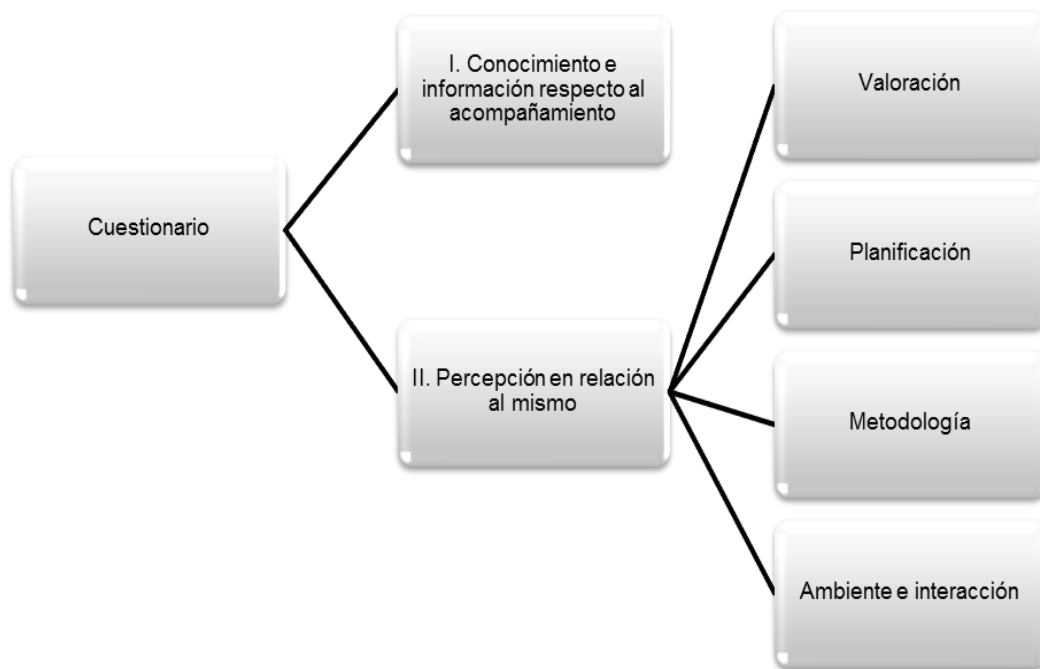 Cuestionario
I. Conocimiento e
información respecto al
acompañamiento
II. Percepción en relación
al mismo
Valoración
Planificación
Metodología
Ambiente e interacción